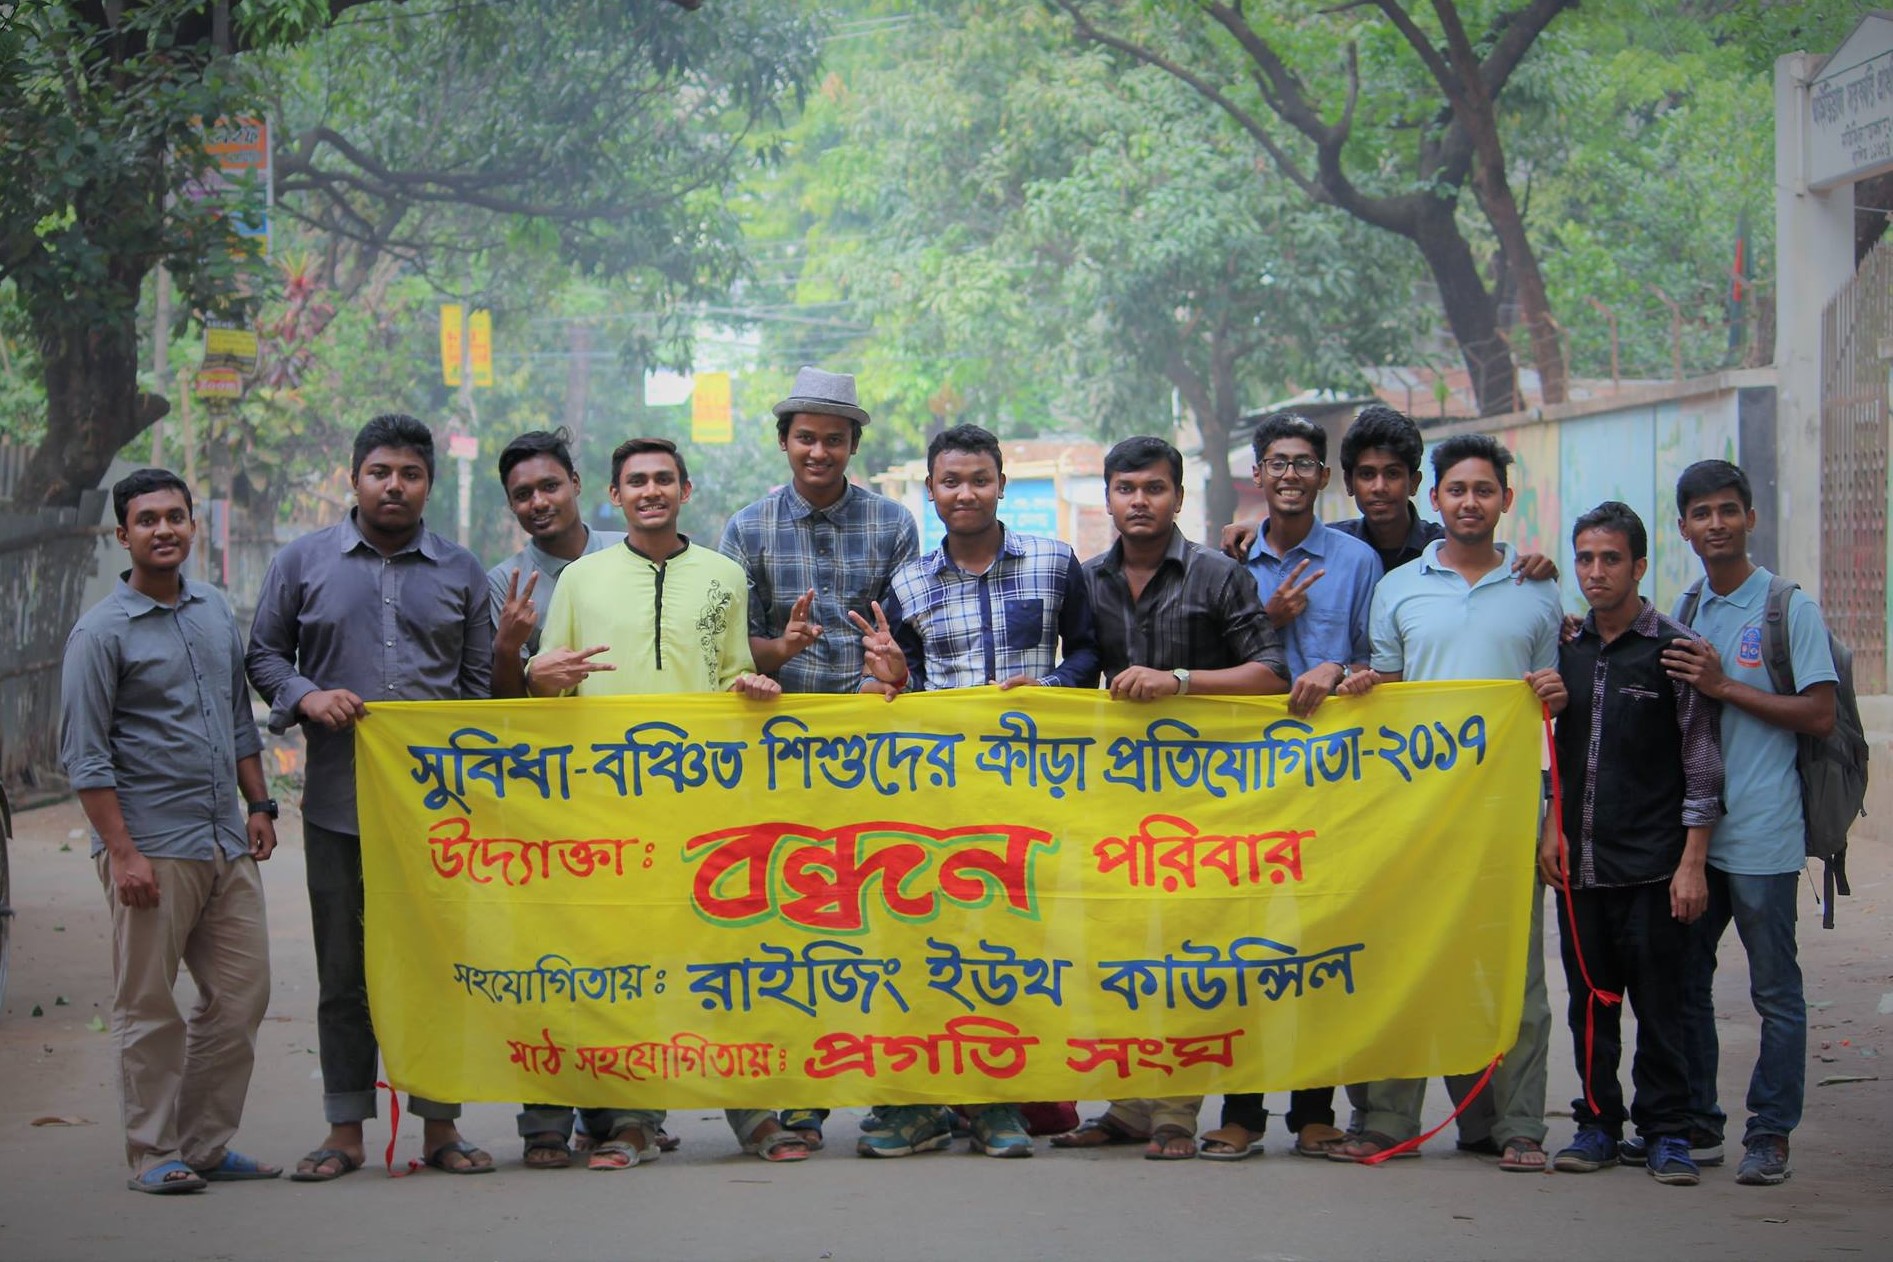 সুবিধা-বঞ্চিত শিশুদের ক্রীড়া প্রতিযোগিতা-২০১৭
উদ্যোক্তা: বন্ধন পরিবার
সহযোগিতায়: রাইজিং ইউথ কাউন্সিল
মাঠ সহযোগিতায়: প্রগতি সংঘ